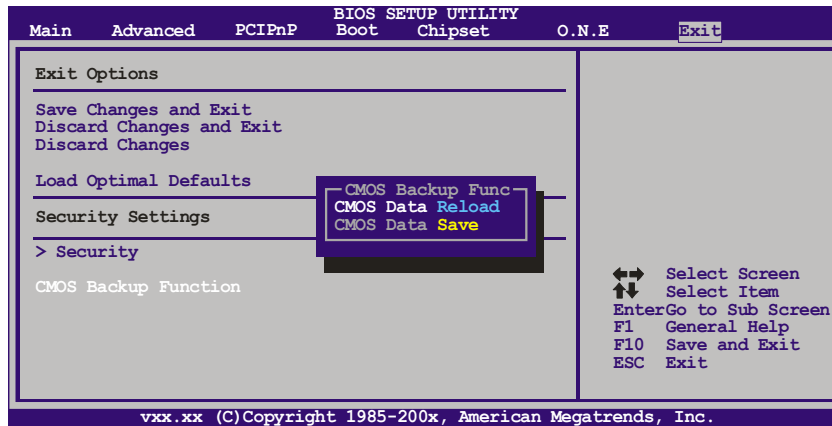 BIOS SETUP UTILITY
Main Advanced PCIPnP Boot Chipset O.N.E Exit
Exit Options
Save Changes and Exit
Discard Changes and Exit
Discard Changes
Load Optimal Defaults
Security Settings
> Security
CMOS Backup Function
CMOS Backup Func
CMOS Data Reload
CMOS Data Save
Select Screen
Select Item
EnterGo to Sub Screen
F1 General Help
F10 Save and Exit
ESC Exit
vxx.xx (C)Copyright 1985-200x, American Megatrends, Inc.